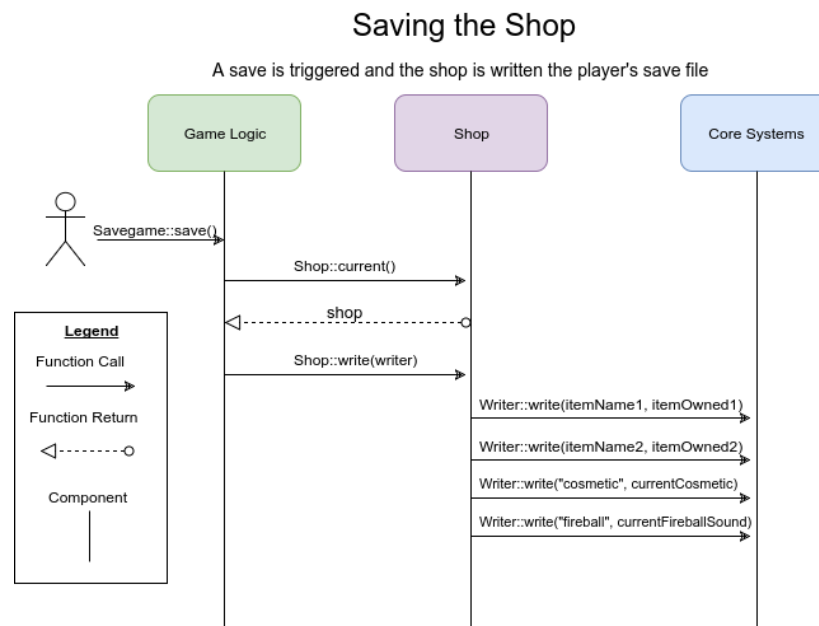 Saving the Shop
A save is triggered and the shop is written the player's save file
Game Logic
Shop
Core Systems
Savegame::save()
Shop::current()
shop
Shop::write(writer)
Writer::write(itemName1, itemOwned1)
Writer::write(itemName2, itemOwned2)
Writer::write("cosmetic", currentCosmetic)
Writer::write("fireball", currentFireballSound)
Legend
Function Call
Function Return
Component